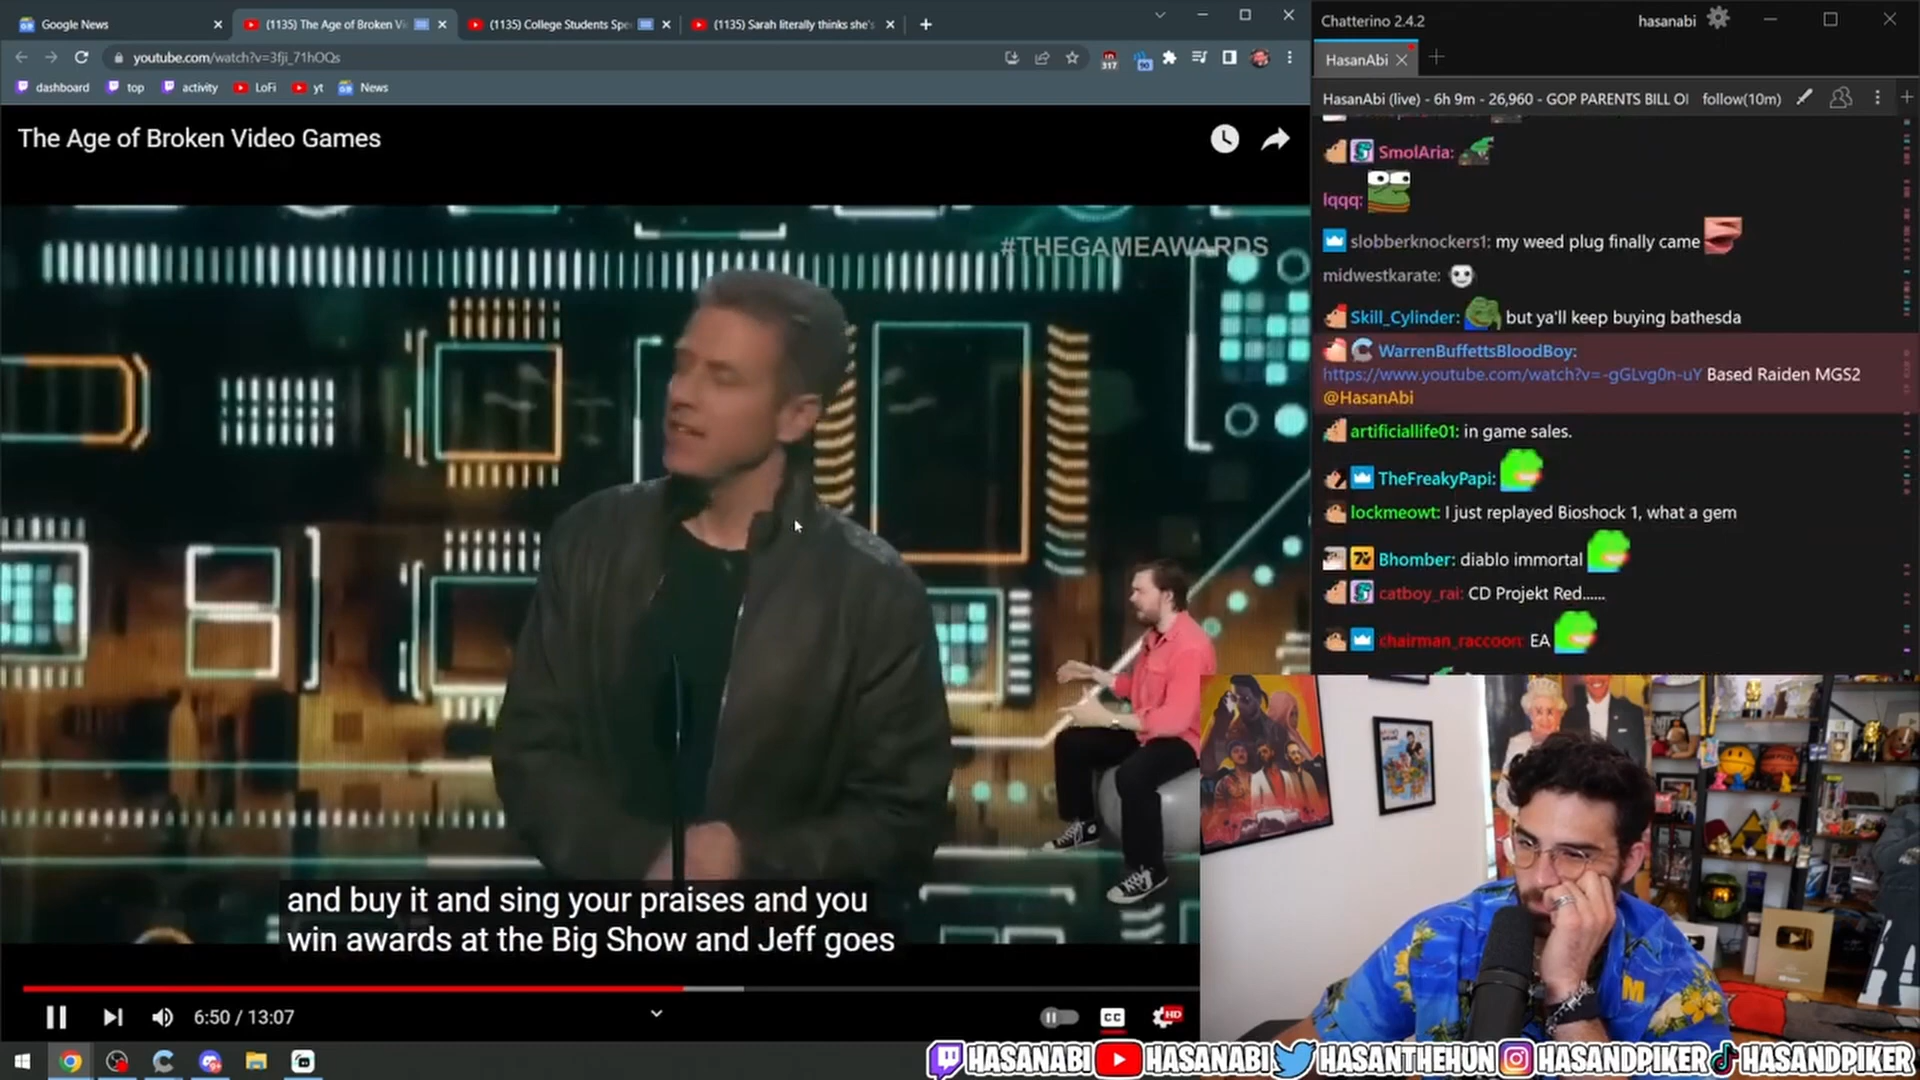 Google News
(1135) The Age of Broken Vi
(1135) College Students Spe
(1135) Sarah literally thinks she's
youtube.com/watch?v=3fji_71hOQs
317
90
dashboard
top
activity
LoFi
yt
News
The Age of Broken Video Games
#THEGAMEAWARDS
and buy it and sing your praises and you
win awards at the Big Show and Jeff goes
6:50 / 13:07
CC
HD
Chatterino 2.4.2
hasanabi
HasanAbi
HasanAbi (live) - 6h 9m - 26,960 - GOP PARENTS BILL OI
follow(10m)
SmolAria:
lqqq:
slobberknockers1: my weed plug finally came
midwestkarate:
Skill_Cylinder: but ya'll keep buying bathesda
WarrenBuffettsBloodBoy:
https://www.youtube.com/watch?v=-gGLvg0n-uY Based Raiden MGS2
@HasanAbi
artificiallife01: in game sales.
TheFreakyPapi:
lockmeowt: I just replayed Bioshock 1, what a gem
Bhomber: diablo immortal
catboy_rai: CD Projekt Red......
chairman_raccoon: EA
HASANABI HASANABI HASANTHEHUN HASANDPIKER HASANDPIKER